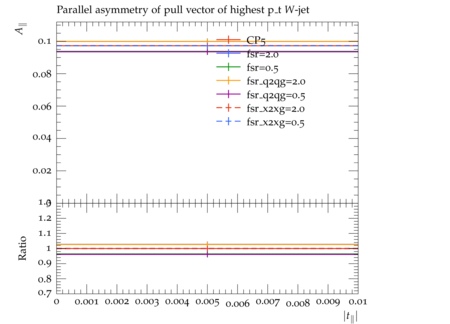 Parallel asymmetry of pull vector of highest p_t W-jet
A∥
0.1
0.08
0.06
0.04
0.02
CP5
fsr=2.0
fsr=0.5
fsr_q2qg=2.0
fsr_q2qg=0.5
fsr_x2xg=2.0
fsr_x2xg=0.5
Ratio
1.2
1.1
1
0.9
0.8
0.7
0 0.001 0.002 0.003 0.004 0.005 0.006 0.007 0.008 0.009 0.01
|t∥|